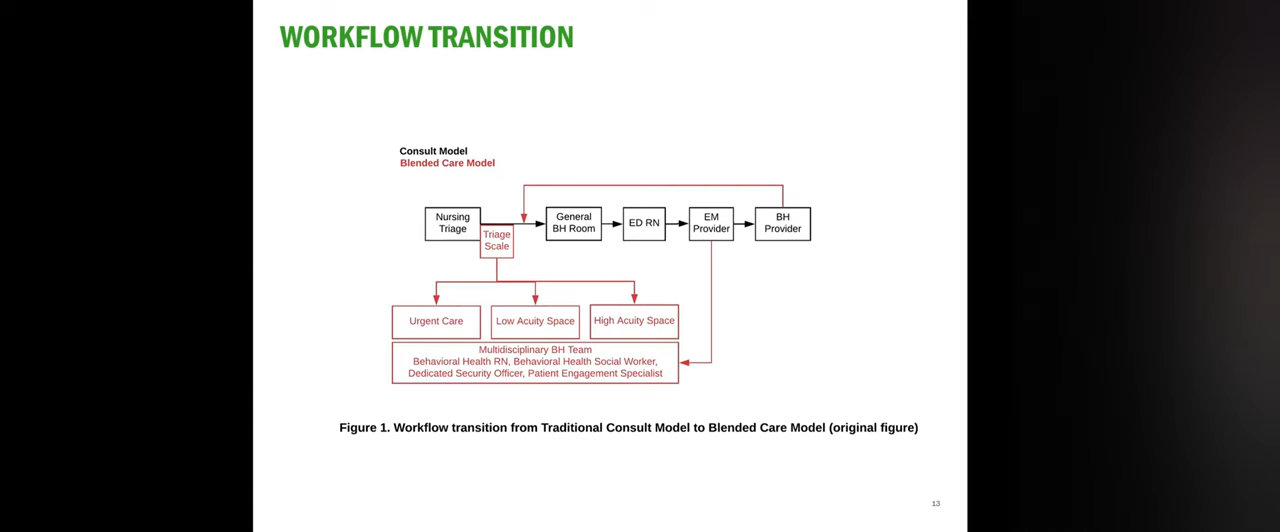 WORKFLOW TRANSITION
Consult Model
Blended Care Model
Nursing
Triage
General
BH Room
ED RN
EM
Provider
BH
Provider
Triage
Scale
Urgent Care
Low Acuity Space
High Acuity Space
Multidisciplinary BH Team
Behavioral Health RN, Behavioral Health Social Worker,
Dedicated Security Officer, Patient Engagement Specialist
Figure 1. Workflow transition from Traditional Consult Model to Blended Care Model (original figure)
13